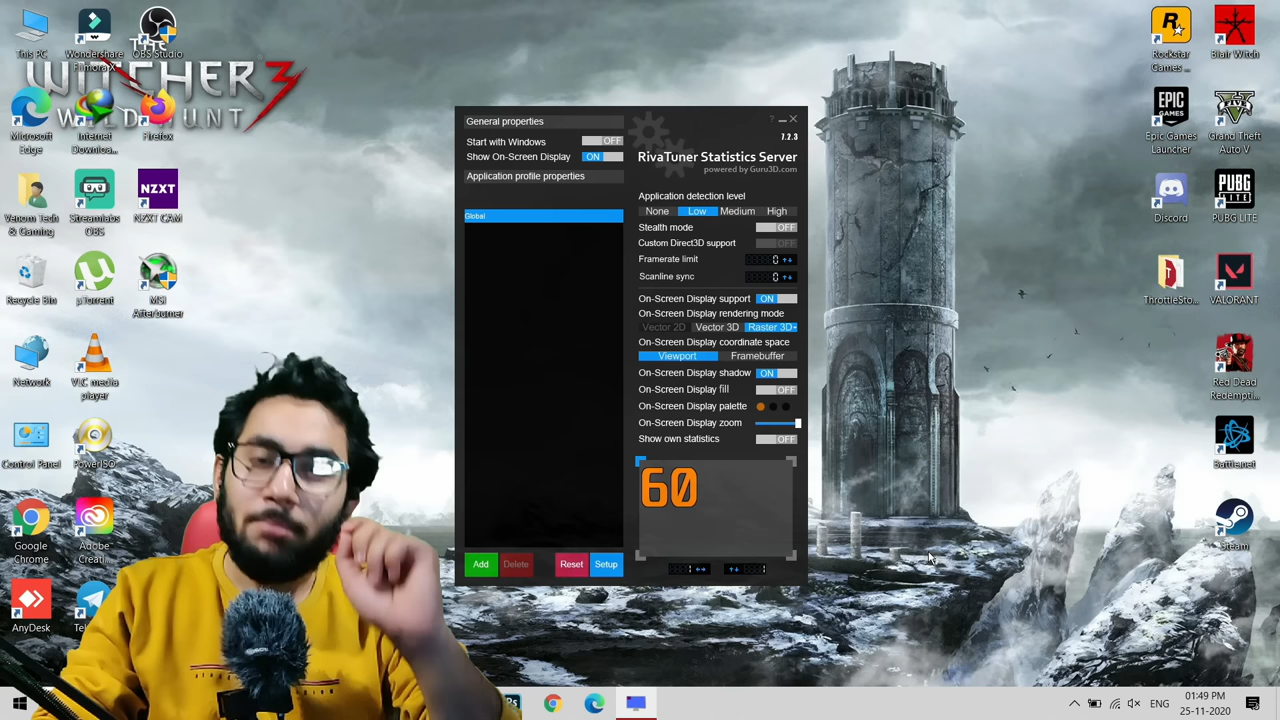 This PC
Wondershare
Filmora X
OBS Studio
THE
WITCHER 3
WILD HUNT
Microsoft
Edge
Internet
Downloa...
Firefox
Venom Tech
& Gaming
Streamlabs
OBS
NZXT
NZXT CAM
Recycle Bin
µTorrent
MSI
Afterburner
Network
VLC media
player
Control Panel
PowerISO
Google
Chrome
Adobe
Creati...
AnyDesk
General properties
Start with Windows OFF
Show On-Screen Display ON
Application profile properties
Global
Add
Delete
Reset
Setup
? _ ×
7.2.3
RivaTuner Statistics Server
powered by Guru3D.com
Application detection level
None Low Medium High
Stealth mode OFF
Custom Direct3D support OFF
Framerate limit 0
Scanline sync 0
On-Screen Display support ON
On-Screen Display rendering mode
Vector 2D Vector 3D Raster 3D
On-Screen Display coordinate space
Viewport Framebuffer
On-Screen Display shadow ON
On-Screen Display fill OFF
On-Screen Display palette
On-Screen Display zoom
Show own statistics OFF
60
1 1
Rockstar
Games ...
Blair Witch
EPIC
GAMES
Epic Games
Launcher
Grand Theft
Auto V
Discord
PUBG
LITE
PUBG LITE
ThrottleSto...
VALORANT
Red Dead
Redempti...
Battle.net
Steam
Ps
ENG
01:49 PM
25-11-2020